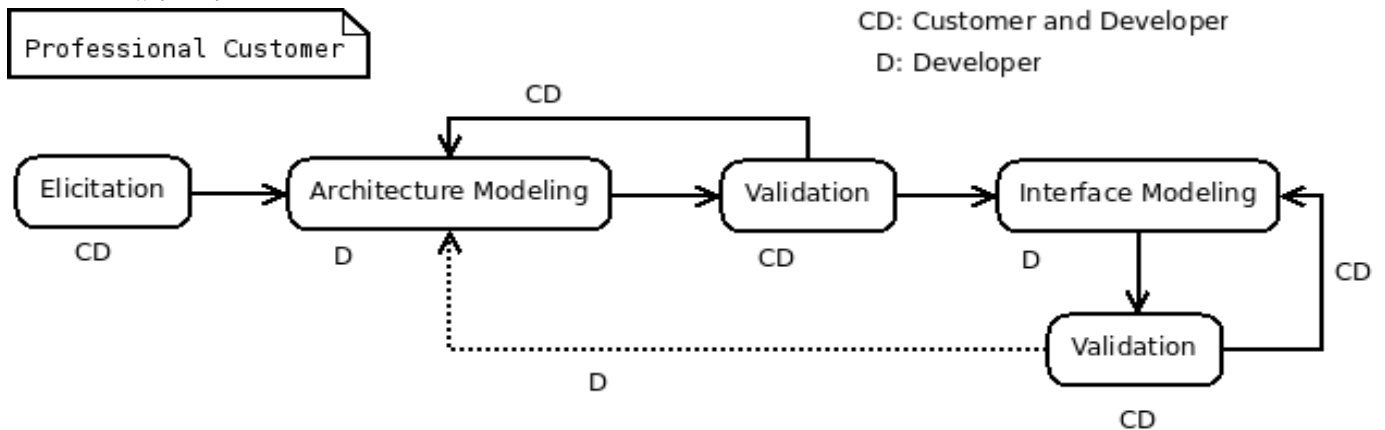 Professional Customer
CD: Customer and Developer
D: Developer
CD
Elicitation
Architecture Modeling
Validation
Interface Modeling
CD
D
CD
D
CD
Validation
D
CD